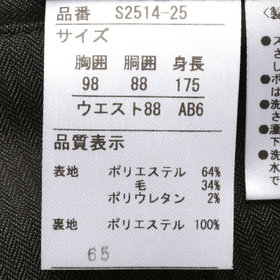 品番 S2514-25
サイズ
胸囲 胴囲 身長
98 88 175
ウエスト88 AB6
品質表示
表地 ポリエステル 64%
毛 34%
ポリウレタン 2%
裏地 ポリエステル 100%
65